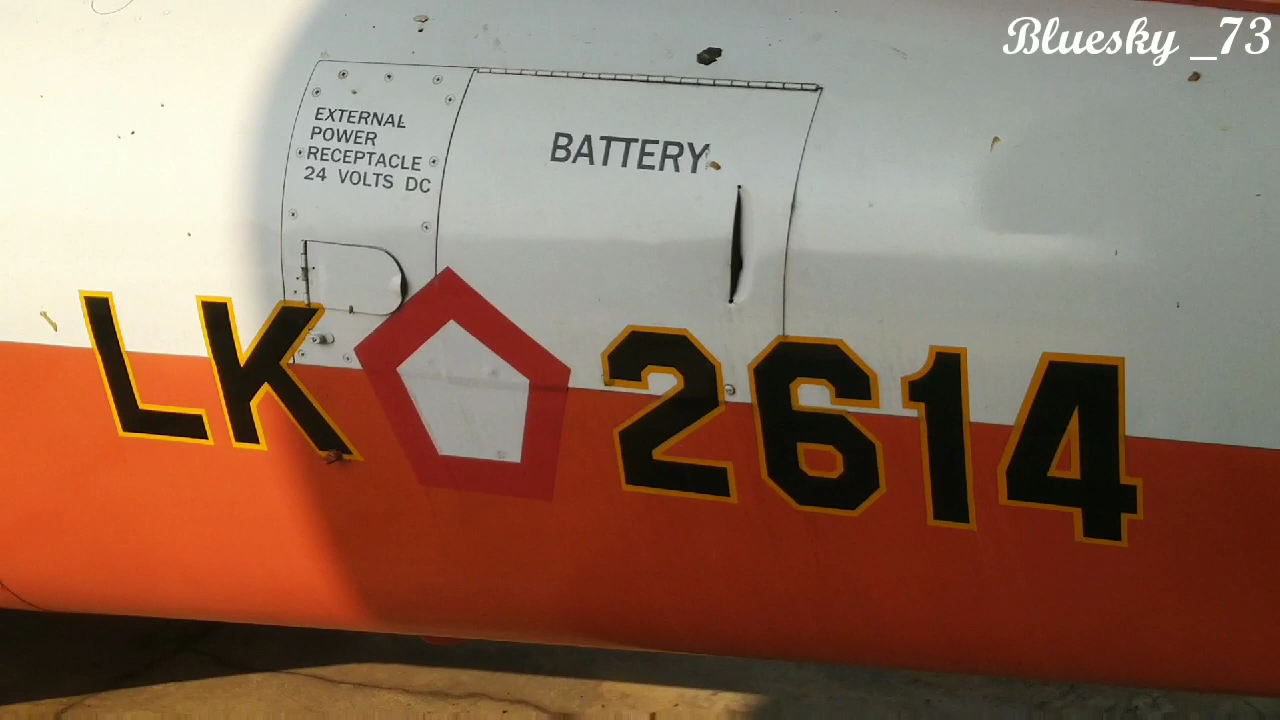 Bluesky _73
EXTERNAL
POWER
RECEPTACLE
24 VOLTS DC
BATTERY
LK 2614